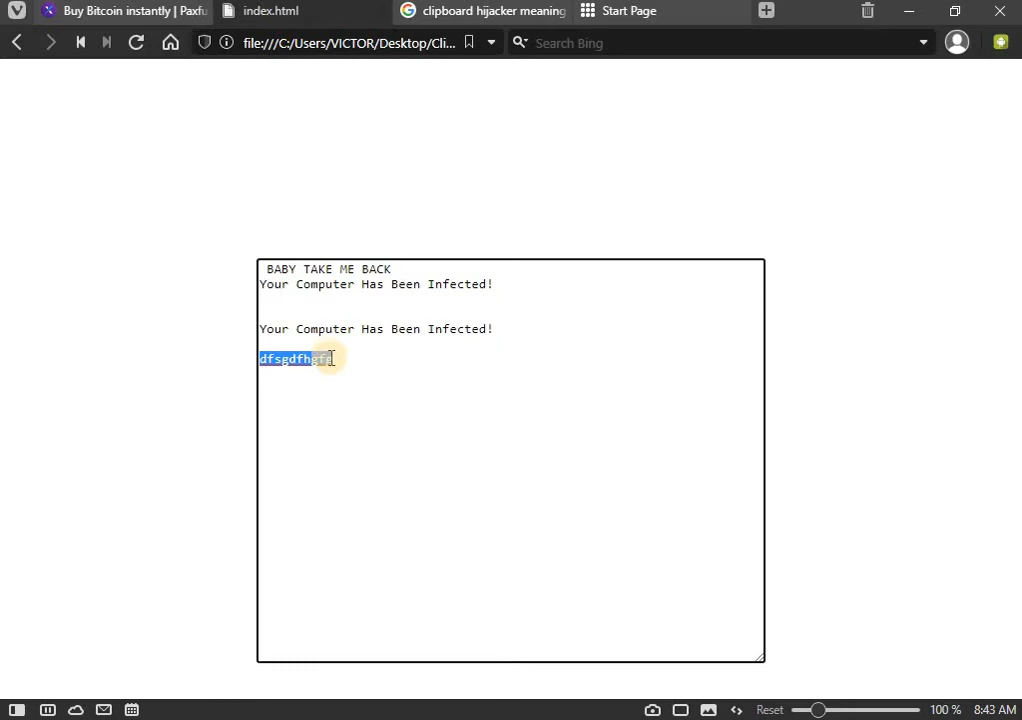 Buy Bitcoin instantly | Paxfu
index.html
clipboard hijacker meaning
Start Page
file:///C:/Users/VICTOR/Desktop/Cli...
Search Bing
BABY TAKE ME BACK
Your Computer Has Been Infected!
Your Computer Has Been Infected!
dfsgdfhgfg
Reset
100 %
8:43 AM